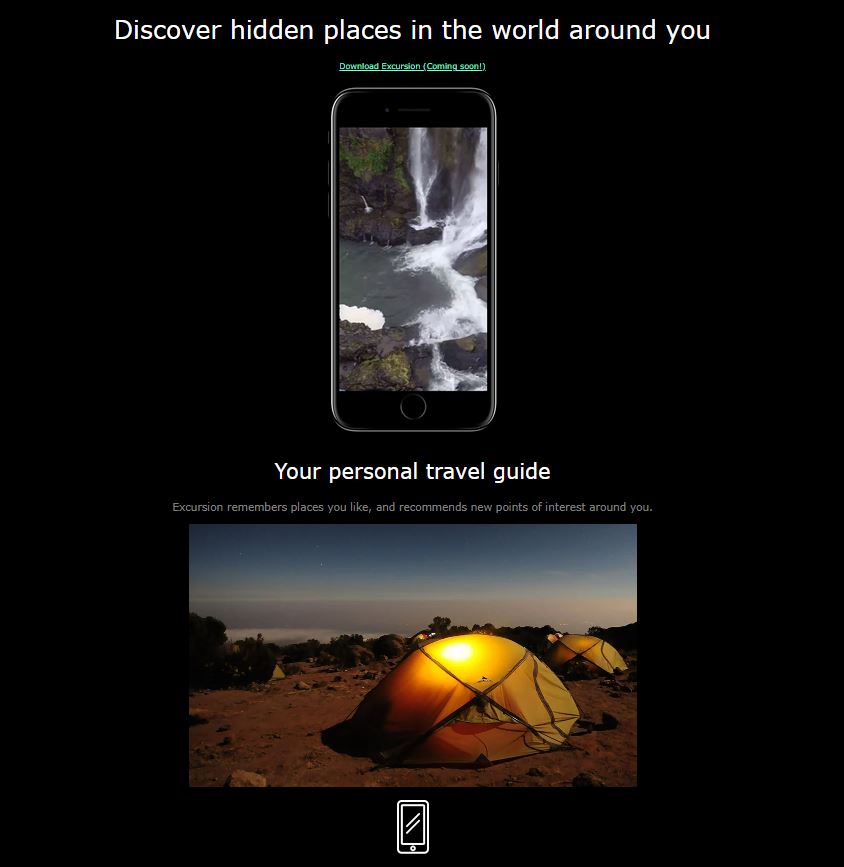 Discover hidden places in the world around you
Download Excursion (Coming soon!)
Your personal travel guide
Excursion remembers places you like, and recommends new points of interest around you.